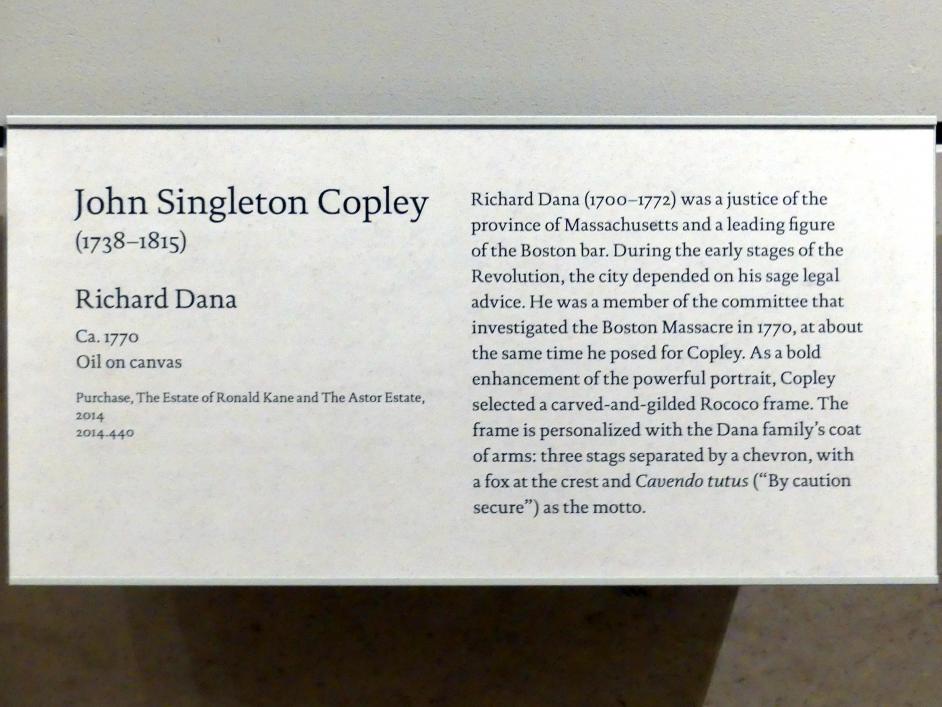 John Singleton Copley
(1738–1815)
Richard Dana
Ca. 1770
Oil on canvas
Purchase, The Estate of Ronald Kane and The Astor Estate,
2014
2014.440
Richard Dana (1700–1772) was a justice of the
province of Massachusetts and a leading figure
of the Boston bar. During the early stages of the
Revolution, the city depended on his sage legal
advice. He was a member of the committee that
investigated the Boston Massacre in 1770, at about
the same time he posed for Copley. As a bold
enhancement of the powerful portrait, Copley
selected a carved-and-gilded Rococo frame. The
frame is personalized with the Dana family’s coat
of arms: three stags separated by a chevron, with
a fox at the crest and Cavendo tutus (“By caution
secure”) as the motto.